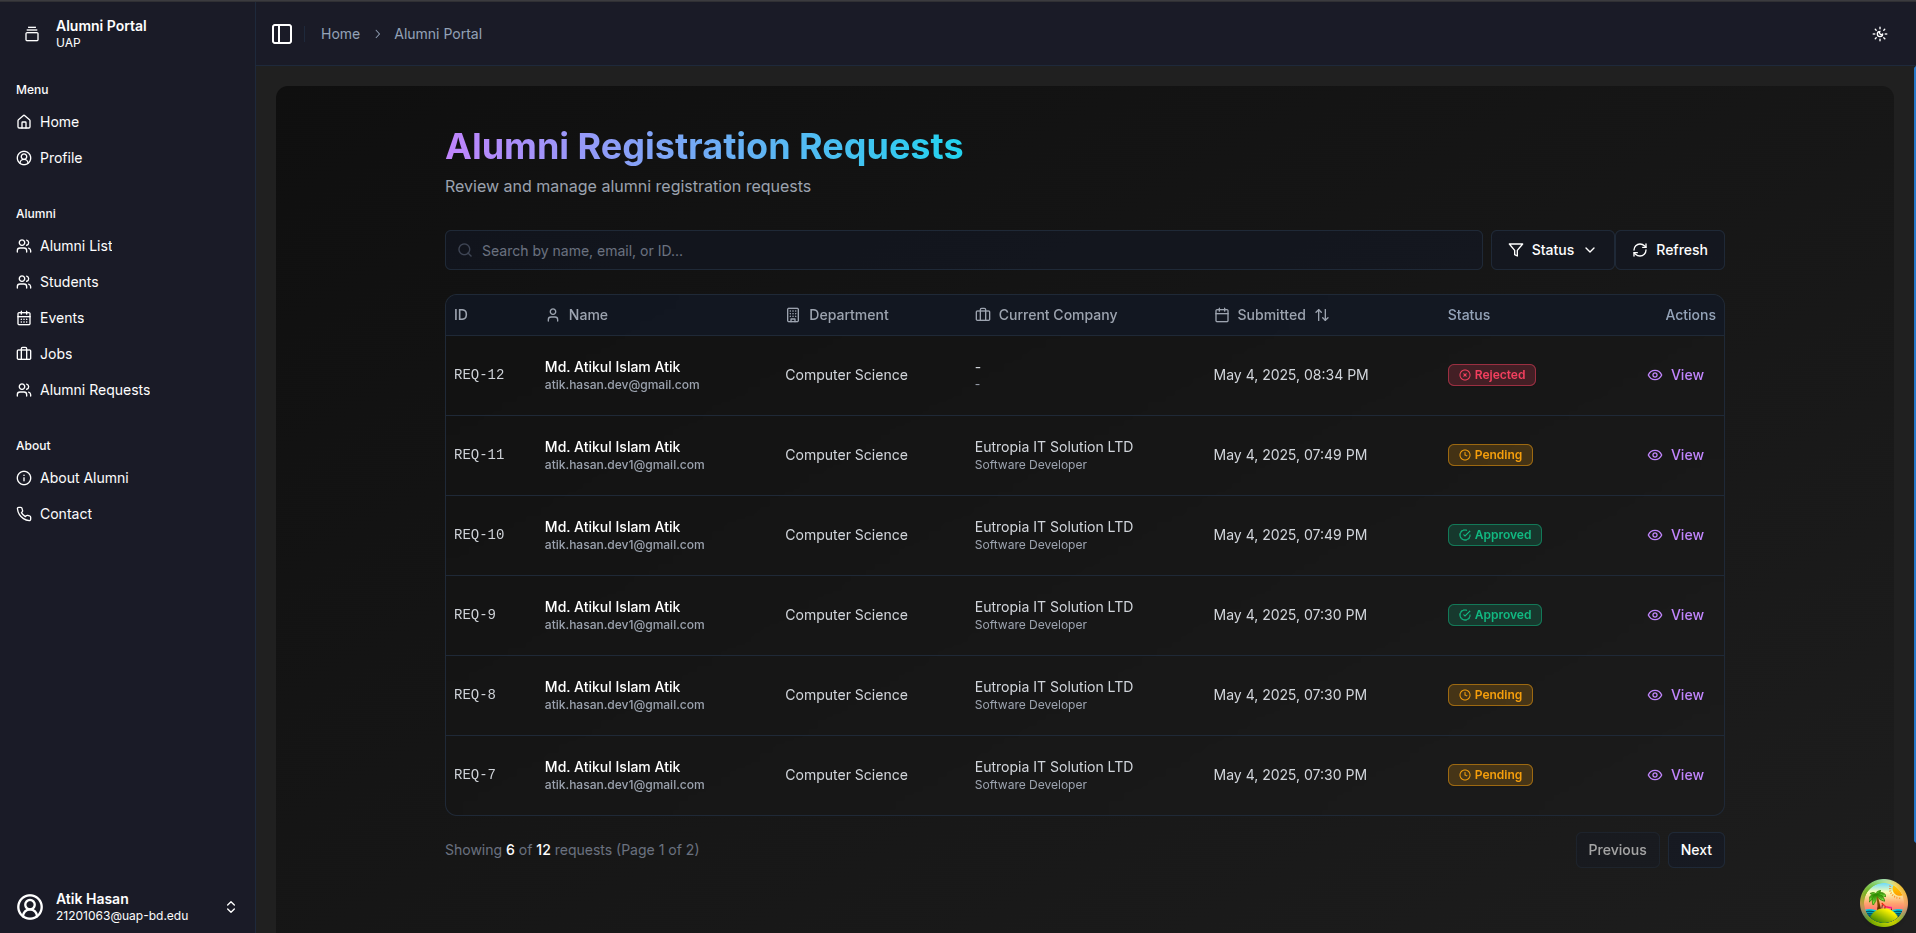 Alumni Portal
UAP
Home > Alumni Portal
Menu
Home
Profile
Alumni
Alumni List
Students
Events
Jobs
Alumni Requests
About
About Alumni
Contact
Atik Hasan
21201063@uap-bd.edu
Alumni Registration Requests
Review and manage alumni registration requests
Search by name, email, or ID...
Status
Refresh
ID Name Department Current Company Submitted Status Actions
REQ-12 Md. Atikul Islam Atik Computer Science - May 4, 2025, 08:34 PM Rejected View
atik.hasan.dev@gmail.com -
REQ-11 Md. Atikul Islam Atik Computer Science Eutropia IT Solution LTD May 4, 2025, 07:49 PM Pending View
atik.hasan.dev1@gmail.com Software Developer
REQ-10 Md. Atikul Islam Atik Computer Science Eutropia IT Solution LTD May 4, 2025, 07:49 PM Approved View
atik.hasan.dev1@gmail.com Software Developer
REQ-9 Md. Atikul Islam Atik Computer Science Eutropia IT Solution LTD May 4, 2025, 07:30 PM Approved View
atik.hasan.dev1@gmail.com Software Developer
REQ-8 Md. Atikul Islam Atik Computer Science Eutropia IT Solution LTD May 4, 2025, 07:30 PM Pending View
atik.hasan.dev1@gmail.com Software Developer
REQ-7 Md. Atikul Islam Atik Computer Science Eutropia IT Solution LTD May 4, 2025, 07:30 PM Pending View
atik.hasan.dev1@gmail.com Software Developer
Showing 6 of 12 requests (Page 1 of 2)
Previous
Next